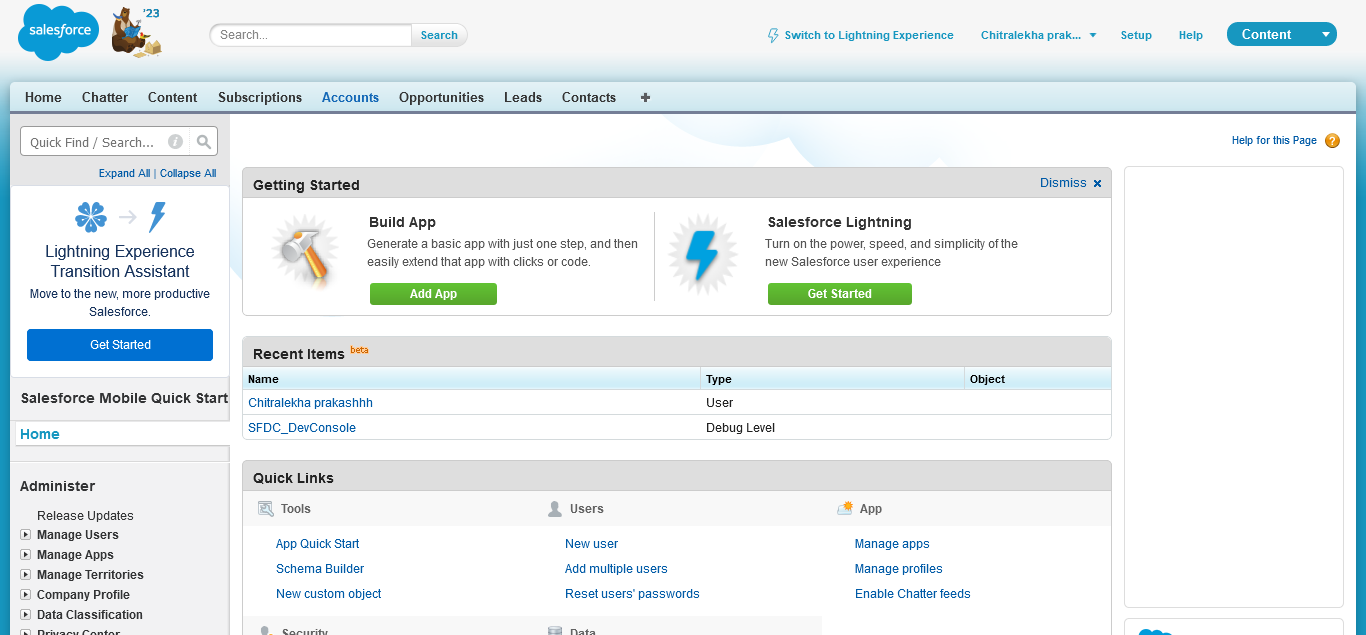 salesforce
'23
Search...
Search
Switch to Lightning Experience
Chitralekha prak...
Setup
Help
Content
Home
Chatter
Content
Subscriptions
Accounts
Opportunities
Leads
Contacts
Quick Find / Search...
Expand All | Collapse All
Lightning Experience
Transition Assistant
Move to the new, more productive
Salesforce.
Get Started
Salesforce Mobile Quick Start
Home
Administer
Release Updates
Manage Users
Manage Apps
Manage Territories
Company Profile
Data Classification
Privacy Center
Help for this Page
Getting Started
Dismiss
Build App
Generate a basic app with just one step, and then
easily extend that app with clicks or code.
Add App
Salesforce Lightning
Turn on the power, speed, and simplicity of the
new Salesforce user experience
Get Started
Recent Items beta
Name
Type
Object
Chitralekha prakashhh
User
SFDC_DevConsole
Debug Level
Quick Links
Tools
Users
App
App Quick Start
New user
Manage apps
Schema Builder
Add multiple users
Manage profiles
New custom object
Reset users' passwords
Enable Chatter feeds
Security
Data